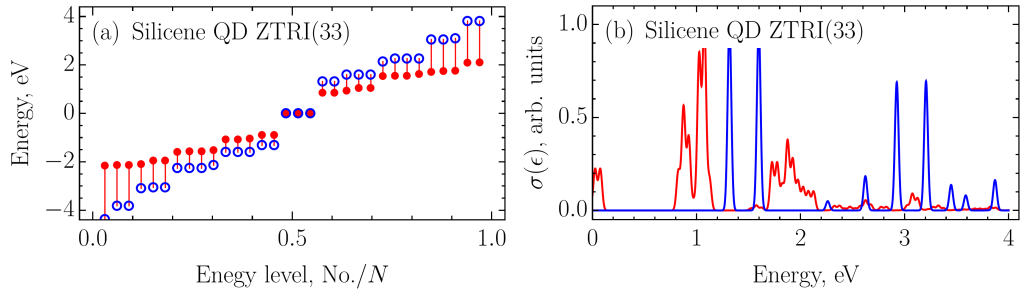 (a) Silicene QD ZTRI(33)
4
2
0
−2
−4
Energy, eV
0.0
0.5
1.0
Enegy level, No./N
(b) Silicene QD ZTRI(33)
1.0
0.5
0.0
σ(ϵ), arb. units
0
1
2
3
4
Energy, eV